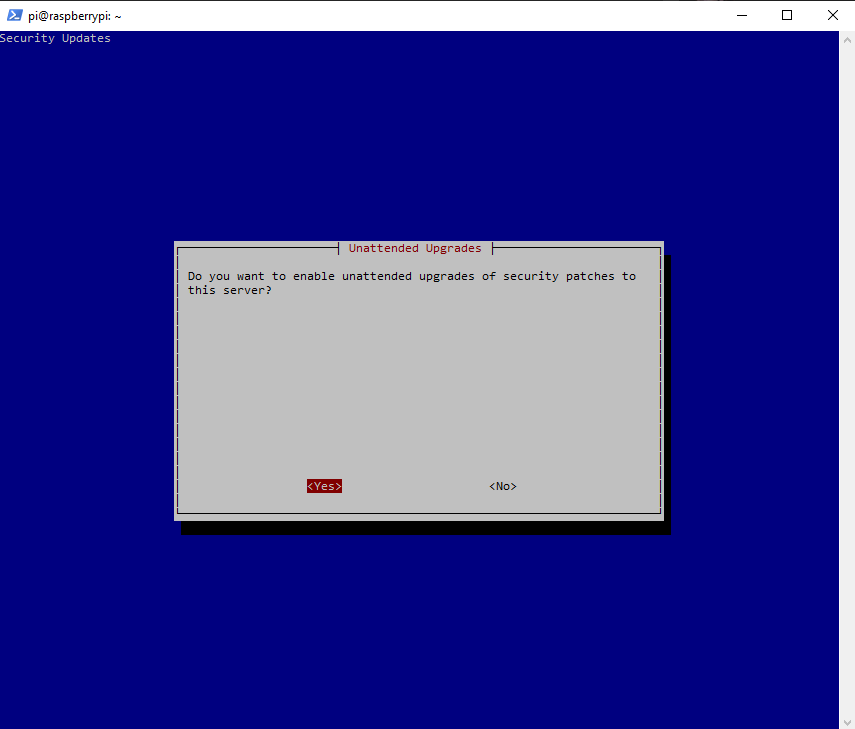 pi@raspberrypi: ~
Security Updates
Unattended Upgrades
Do you want to enable unattended upgrades of security patches to
this server?
<Yes> <No>